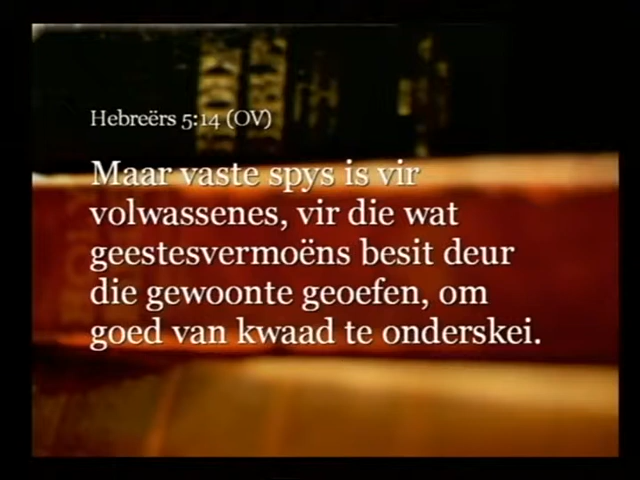 Hebreërs 5:14 (OV)
Maar vaste spys is vir
volwassenes, vir die wat
geestesvermoëns besit deur
die gewoonte geoefen, om
goed van kwaad te onderskei.